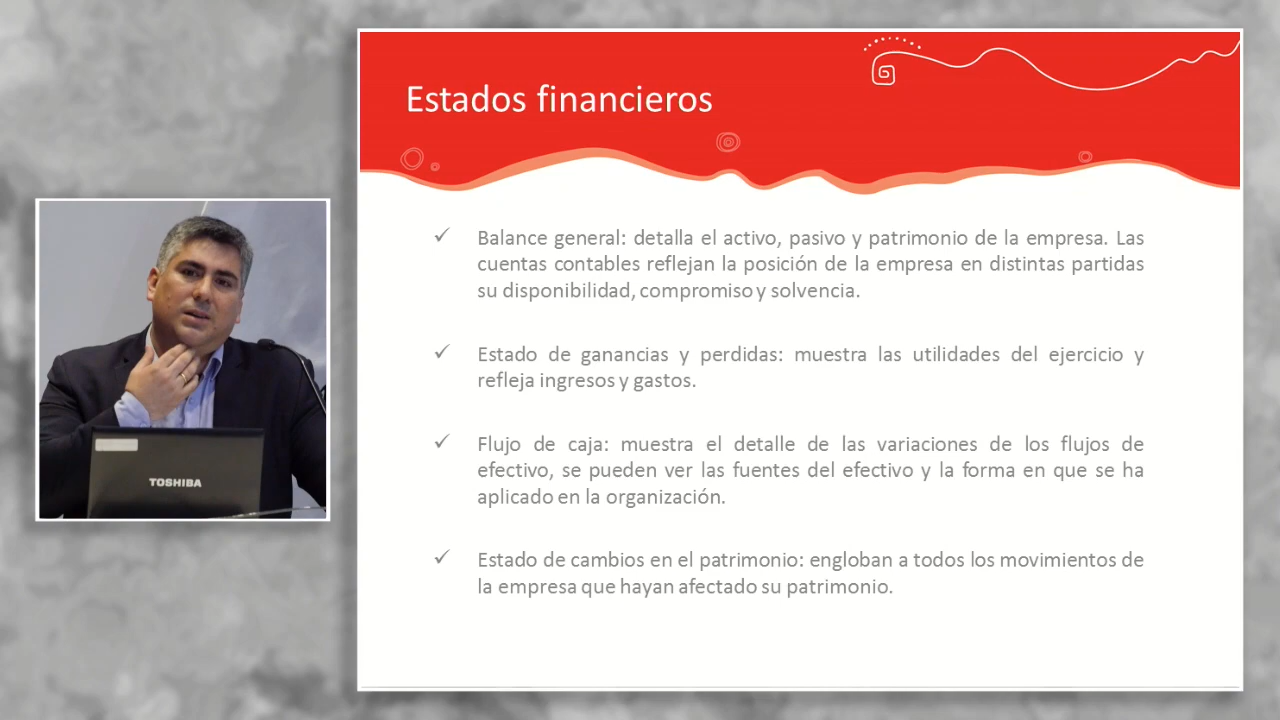 Estados financieros
Balance general: detalla el activo, pasivo y patrimonio de la empresa. Las
cuentas contables reflejan la posición de la empresa en distintas partidas
su disponibilidad, compromiso y solvencia.
Estado de ganancias y perdidas: muestra las utilidades del ejercicio y
refleja ingresos y gastos.
Flujo de caja: muestra el detalle de las variaciones de los flujos de
efectivo, se pueden ver las fuentes del efectivo y la forma en que se ha
aplicado en la organización.
Estado de cambios en el patrimonio: engloban a todos los movimientos de
la empresa que hayan afectado su patrimonio.
TOSHIBA